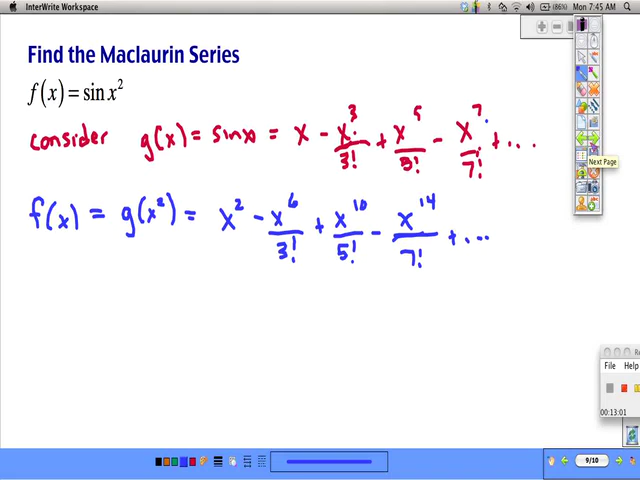 InterWrite Workspace
(86%) Mon 7:45 AM
Find the Maclaurin Series
f(x) = sin x²
consider g(x) = sin x = x - x³/3! + x⁵/5! - x⁷/7! + ...
Next Page
f(x) = g(x²) = x² - x⁶/3! + x¹⁰/5! - x¹⁴/7! + ...
File Help
00:13:01
9/10